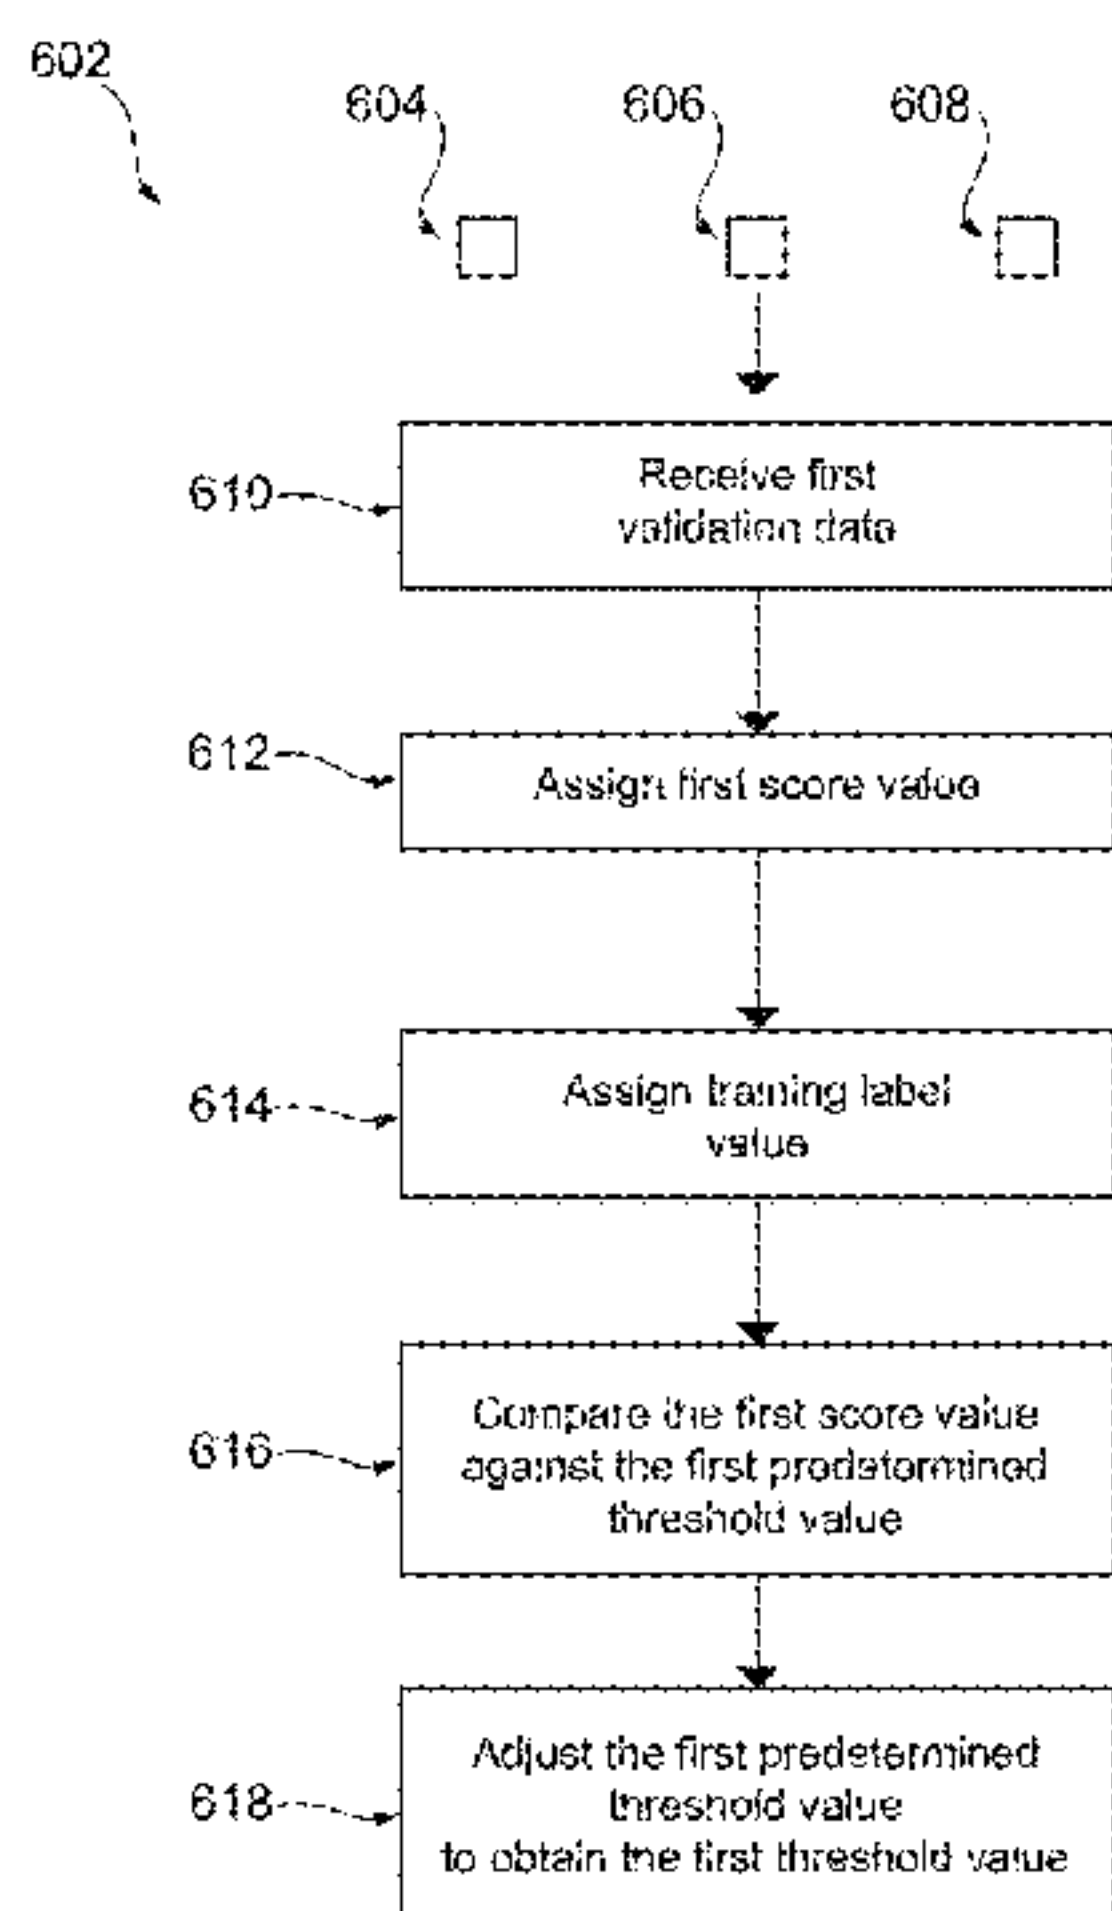 602
604
606
608
610
Receive first
validation data
612
Assign first score value
614
Assign training label
value
616
Compare the first score value
against the first predetermined
threshold value
618
Adjust the first predetermined
threshold value
to obtain the first threshold value